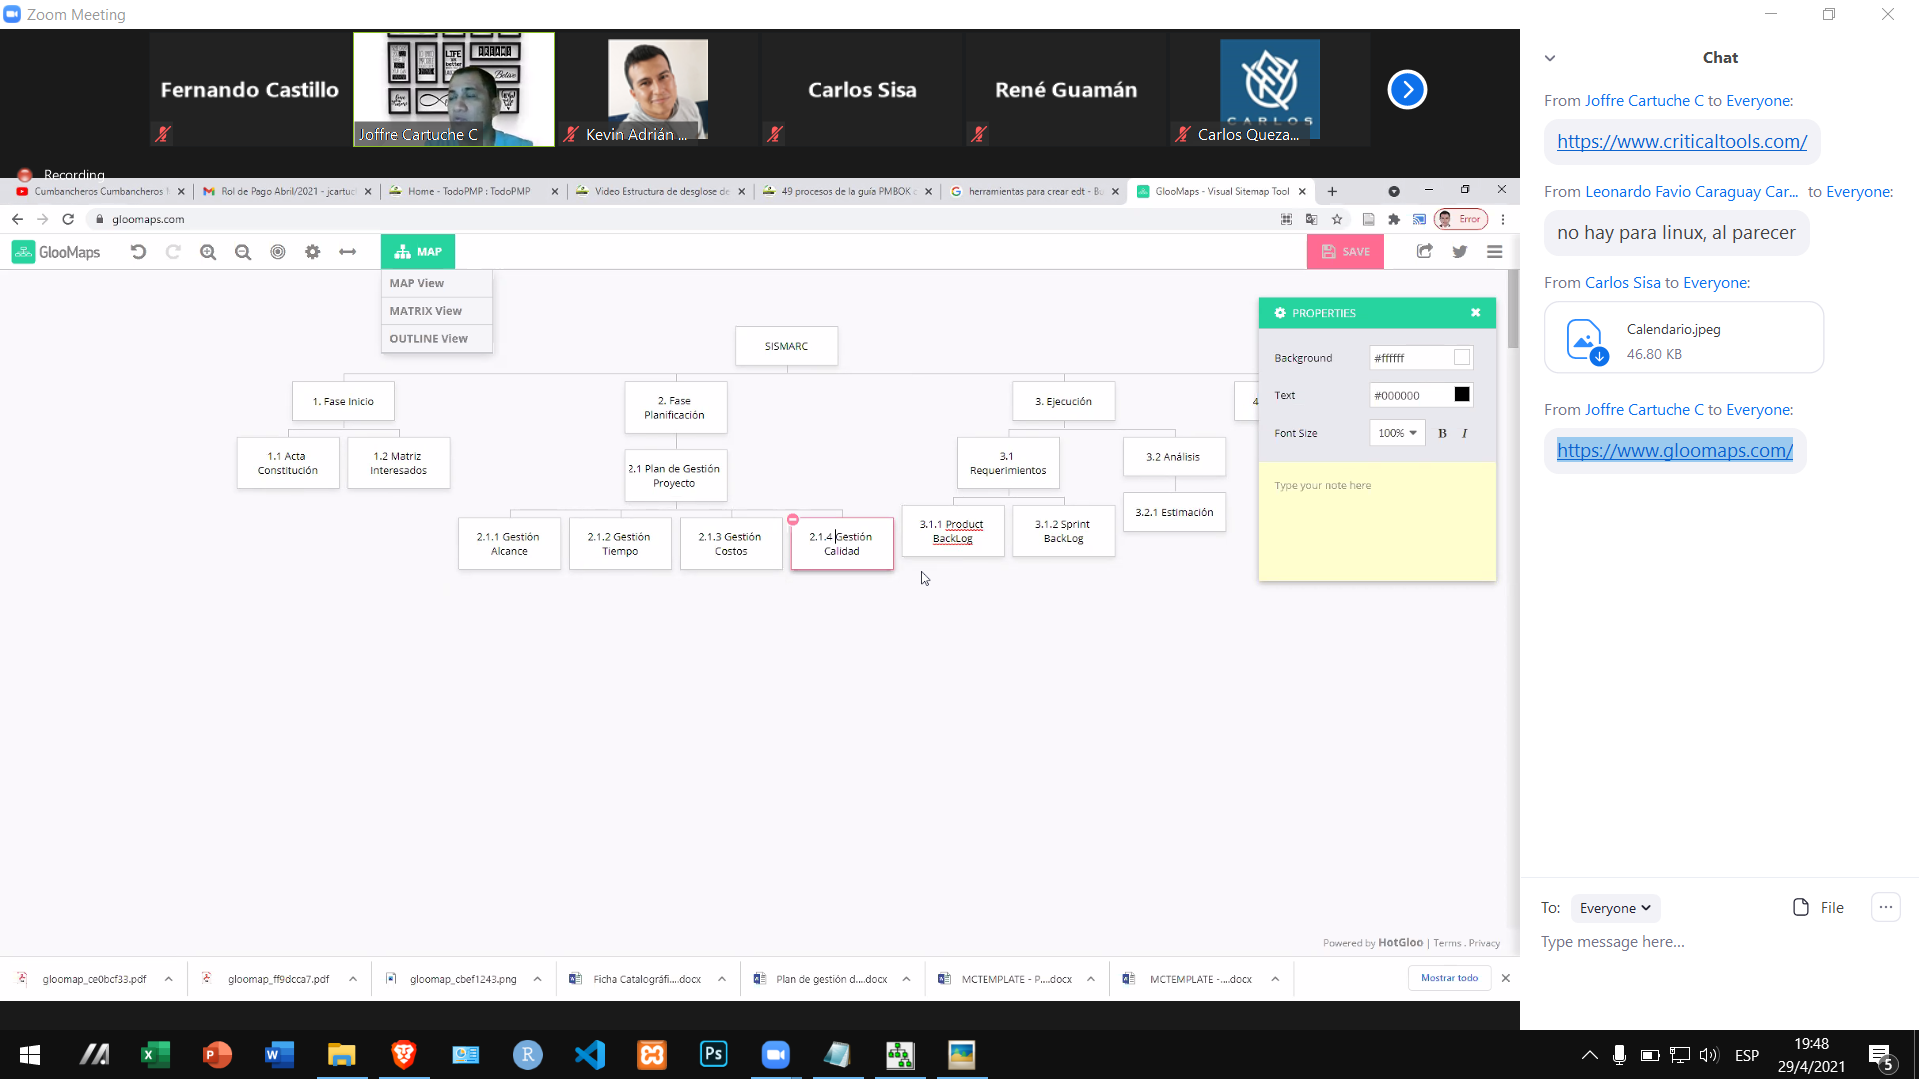 Zoom Meeting
Fernando Castillo
Joffre Cartuche C
Kevin Adrián ...
Carlos Sisa
René Guamán
CARLOS
Carlos Queza...
Recording
Cumbancheros Cumbancheros
Rol de Pago Abril/2021 - jcartuc
Home - TodoPMP : TodoPMP
Video Estructura de desglose de
49 procesos de la guía PMBOK
herramientas para crear edt - Bu
GlooMaps - Visual Sitemap Tool
gloomaps.com
Error
GlooMaps
MAP
SAVE
MAP View
MATRIX View
OUTLINE View
SISMARC
1. Fase Inicio
2. Fase
Planificación
3. Ejecución
4
1.1 Acta
Constitución
1.2 Matriz
Interesados
2.1 Plan de Gestión
Proyecto
3.1
Requerimientos
3.2 Análisis
2.1.1 Gestión
Alcance
2.1.2 Gestión
Tiempo
2.1.3 Gestión
Costos
2.1.4 Gestión
Calidad
3.1.1 Product
BackLog
3.1.2 Sprint
BackLog
3.2.1 Estimación
PROPERTIES
Background
#ffffff
Text
#000000
Font Size
100%
B
I
Type your note here
Powered by HotGloo | Terms . Privacy
gloomap_ce0bcf33.pdf
gloomap_ff9dcca7.pdf
gloomap_cbef1243.png
Ficha Catalográfi....docx
Plan de gestión d....docx
MCTEMPLATE - P....docx
MCTEMPLATE -....docx
Mostrar todo
Chat
From Joffre Cartuche C to Everyone:
https://www.criticaltools.com/
From Leonardo Favio Caraguay Car... to Everyone:
no hay para linux, al parecer
From Carlos Sisa to Everyone:
Calendario.jpeg
46.80 KB
From Joffre Cartuche C to Everyone:
https://www.gloomaps.com/
To: Everyone
File
Type message here...
ESP
19:48
29/4/2021
5